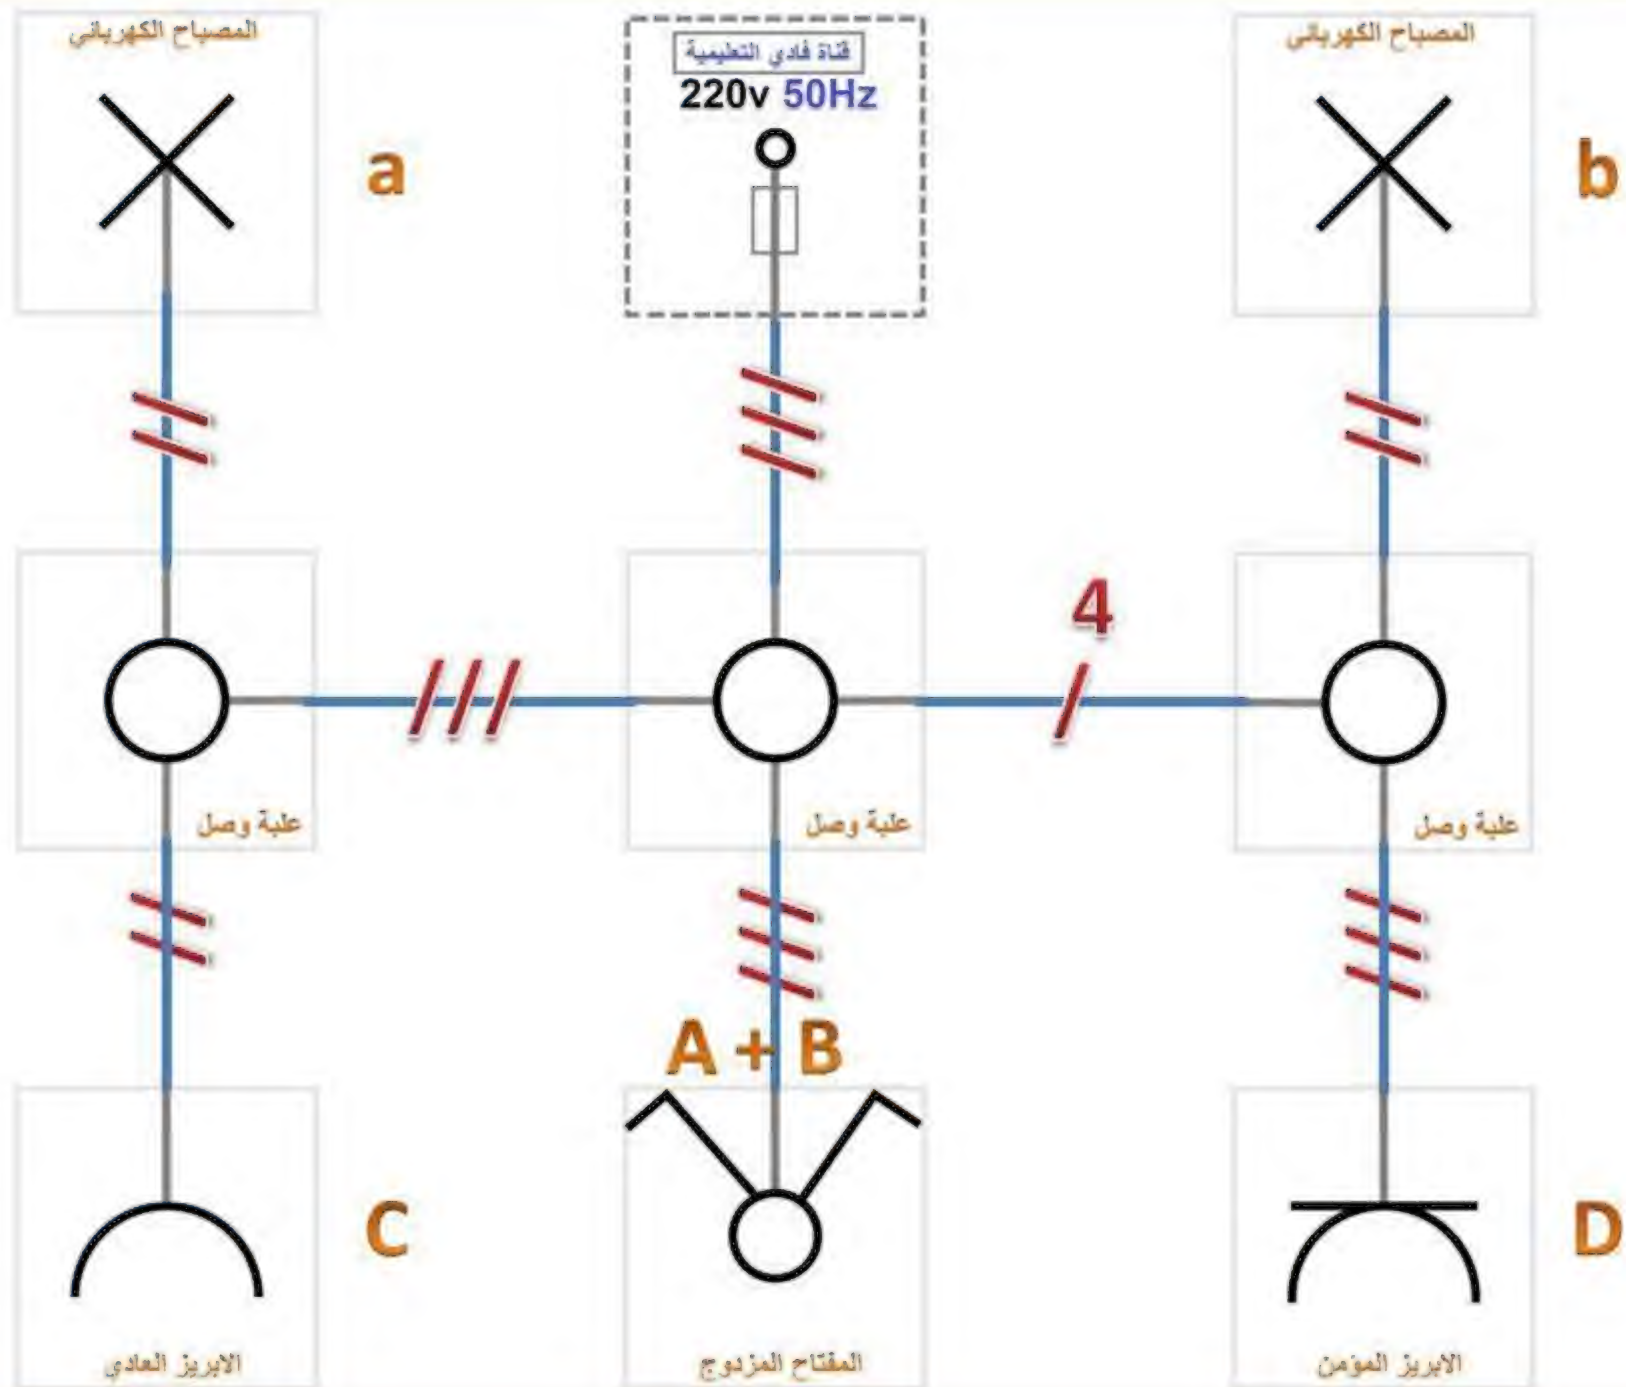 المصباح الكهربائي
a
قناة فادي التعليمية
220v 50Hz
المصباح الكهربائي
b
4
علبة وصل
علبة وصل
علبة وصل
A + B
C
D
الابريز العادي
المفتاح المزدوج
الابريز المؤمن